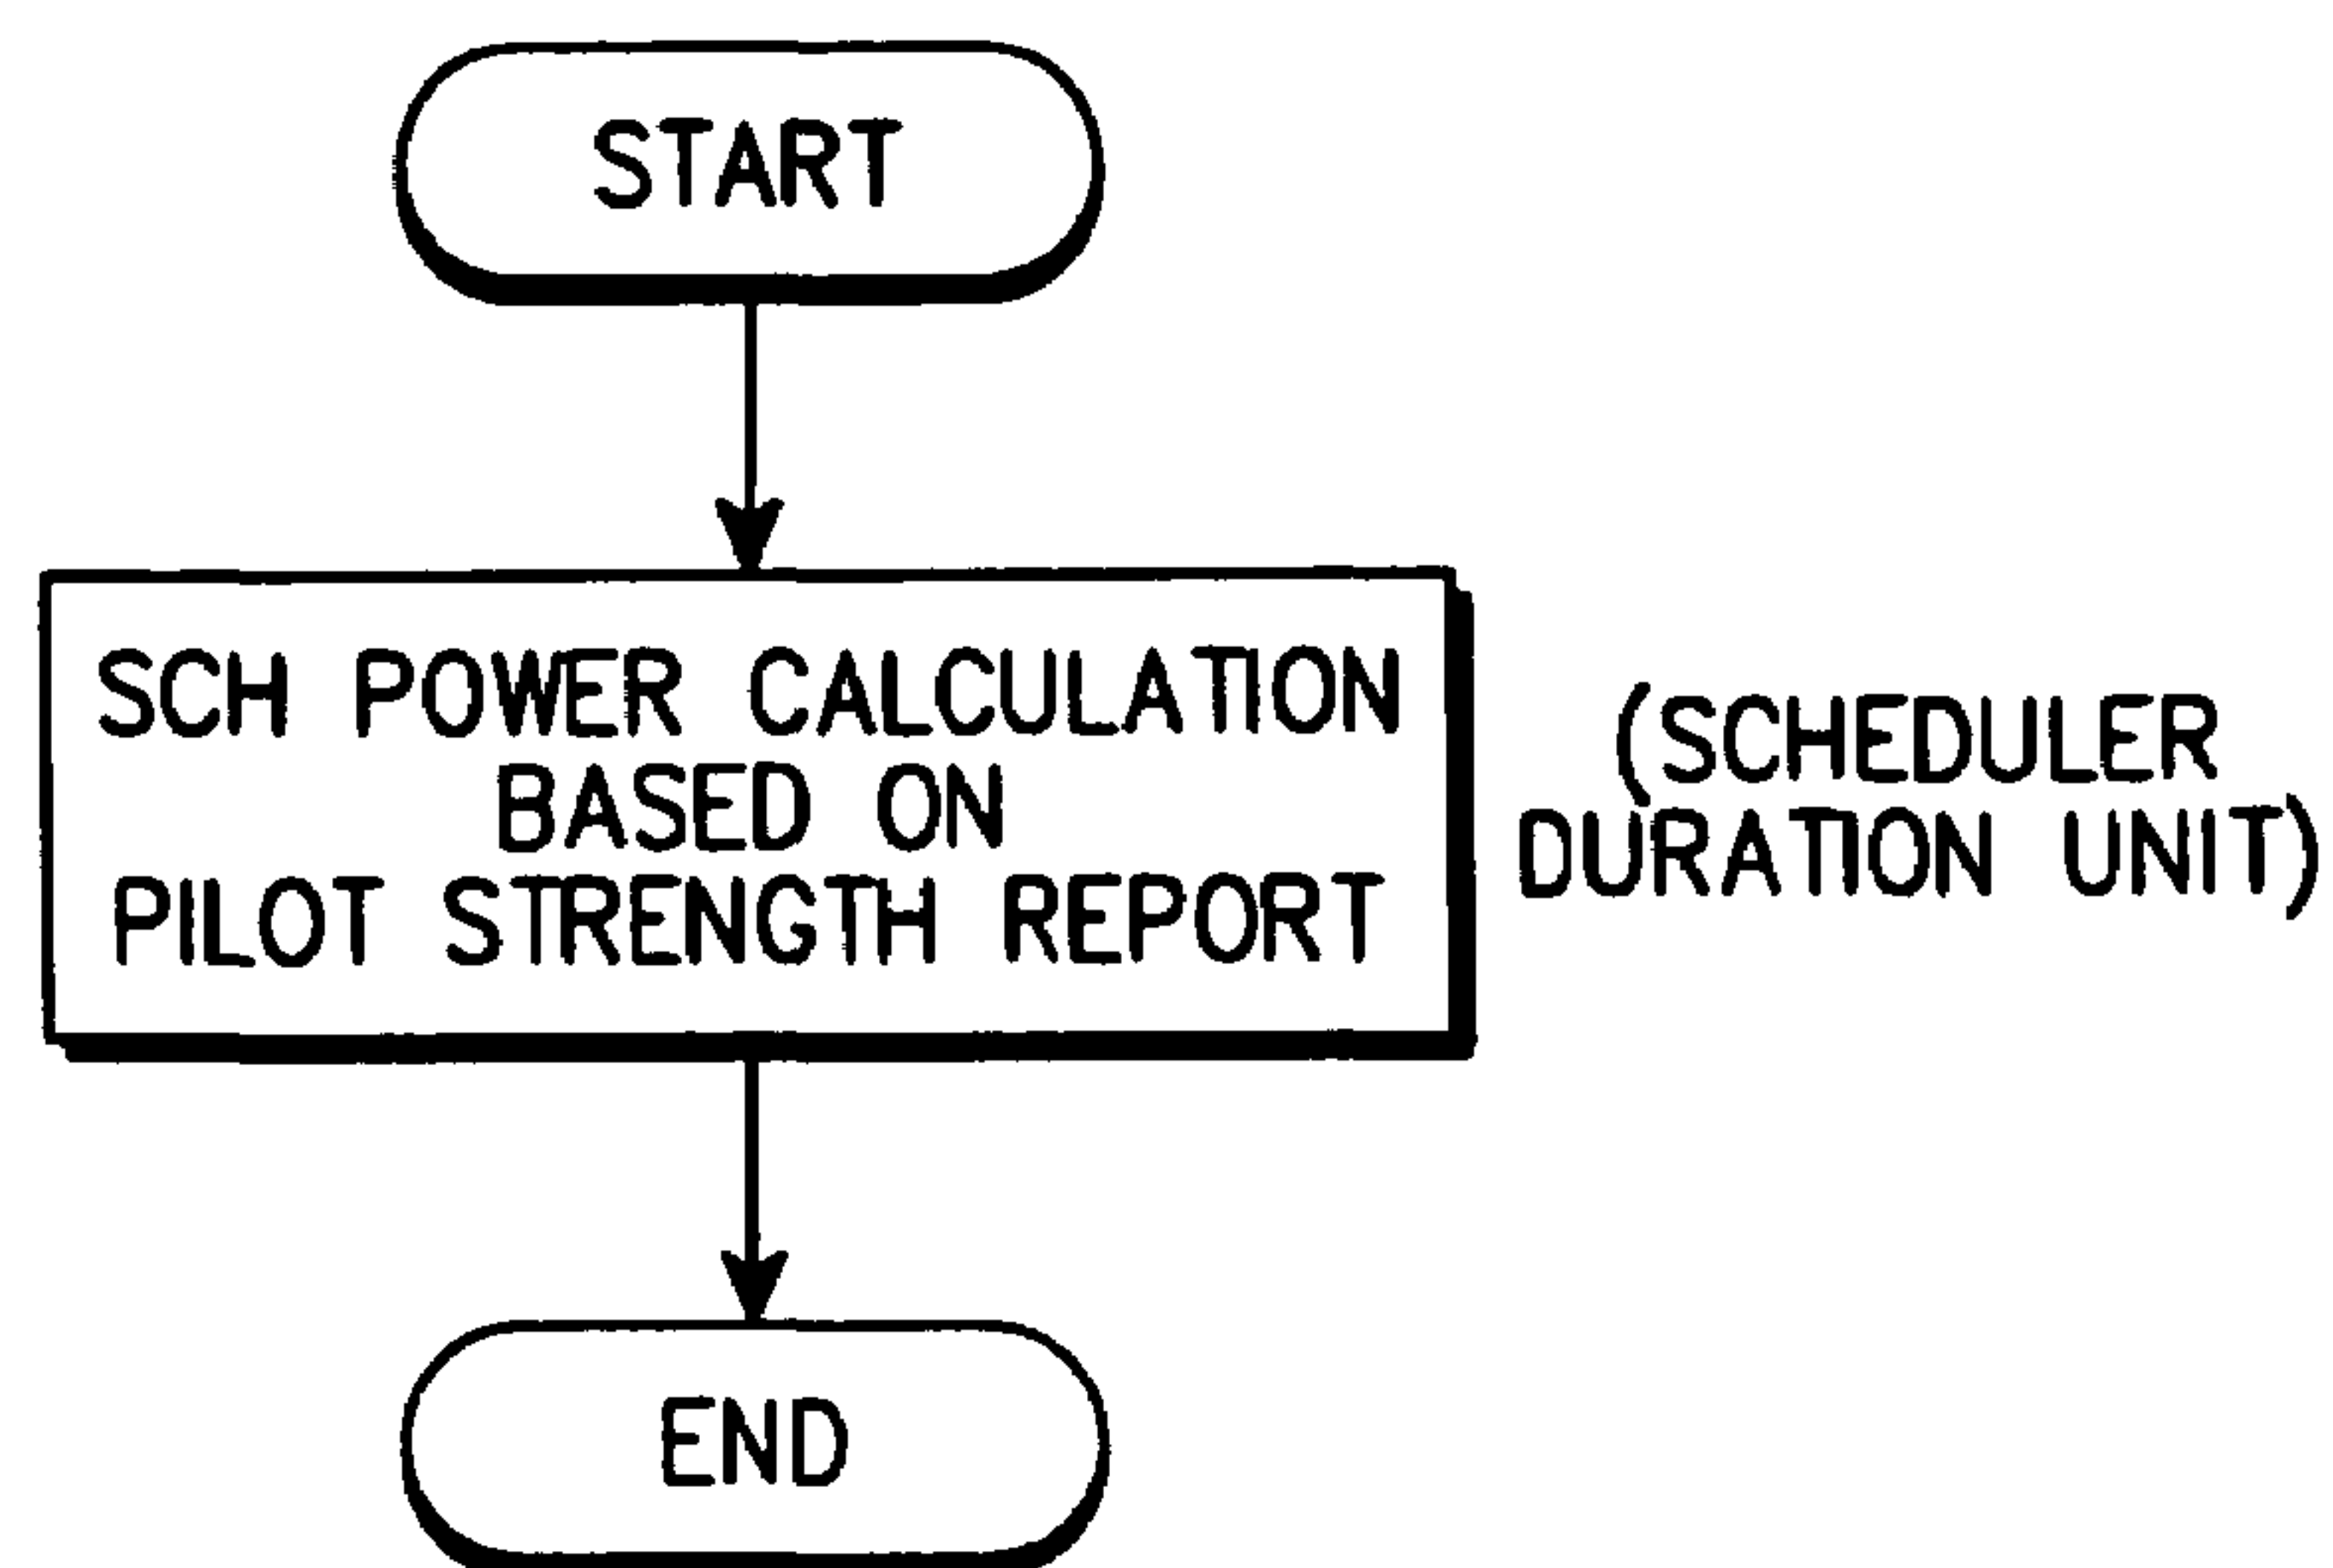 START
SCH POWER CALCULATION
BASED ON
PILOT STRENGTH REPORT
(SCHEDULER
DURATION UNIT)
END